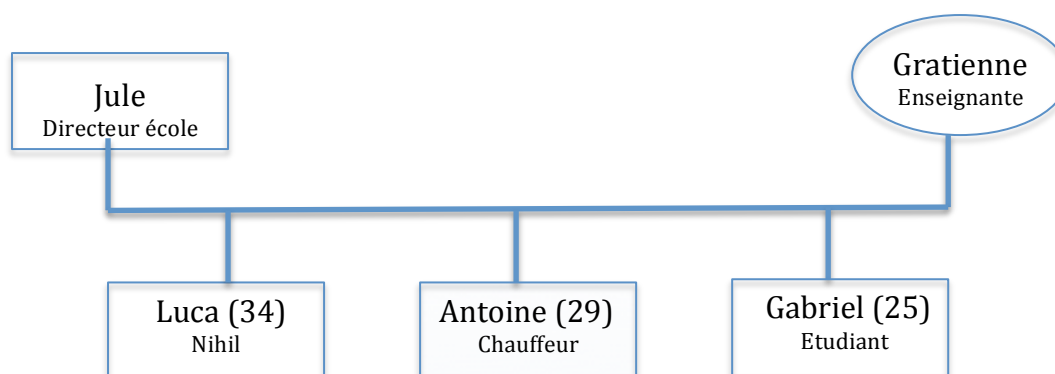 Jule
Directeur école
Gratienne
Enseignante
Luca (34)
Nihil
Antoine (29)
Chauffeur
Gabriel (25)
Etudiant